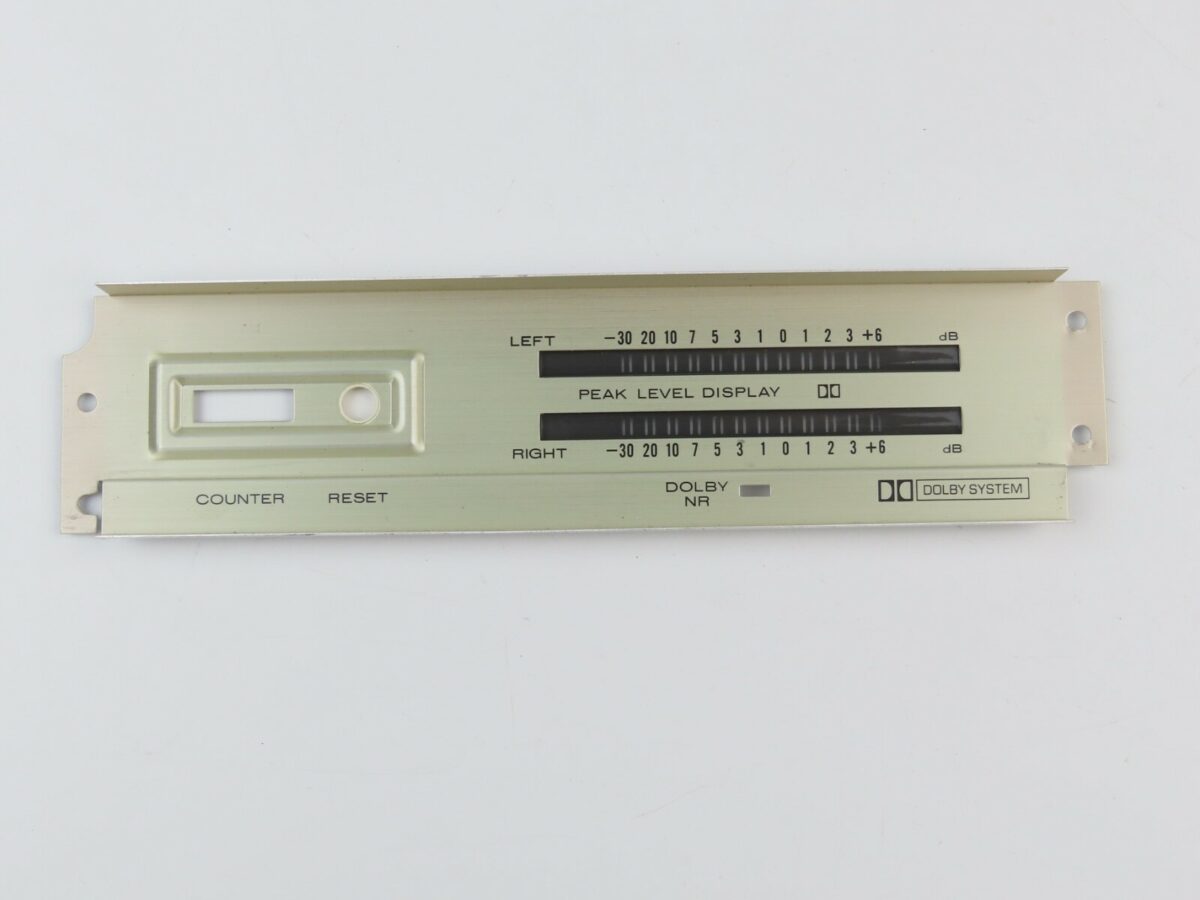 LEFT −30 20 10 7 5 3 1 0 1 2 3 +6 dB
PEAK LEVEL DISPLAY
RIGHT −30 20 10 7 5 3 1 0 1 2 3 +6 dB
COUNTER RESET
DOLBY
NR
DOLBY SYSTEM